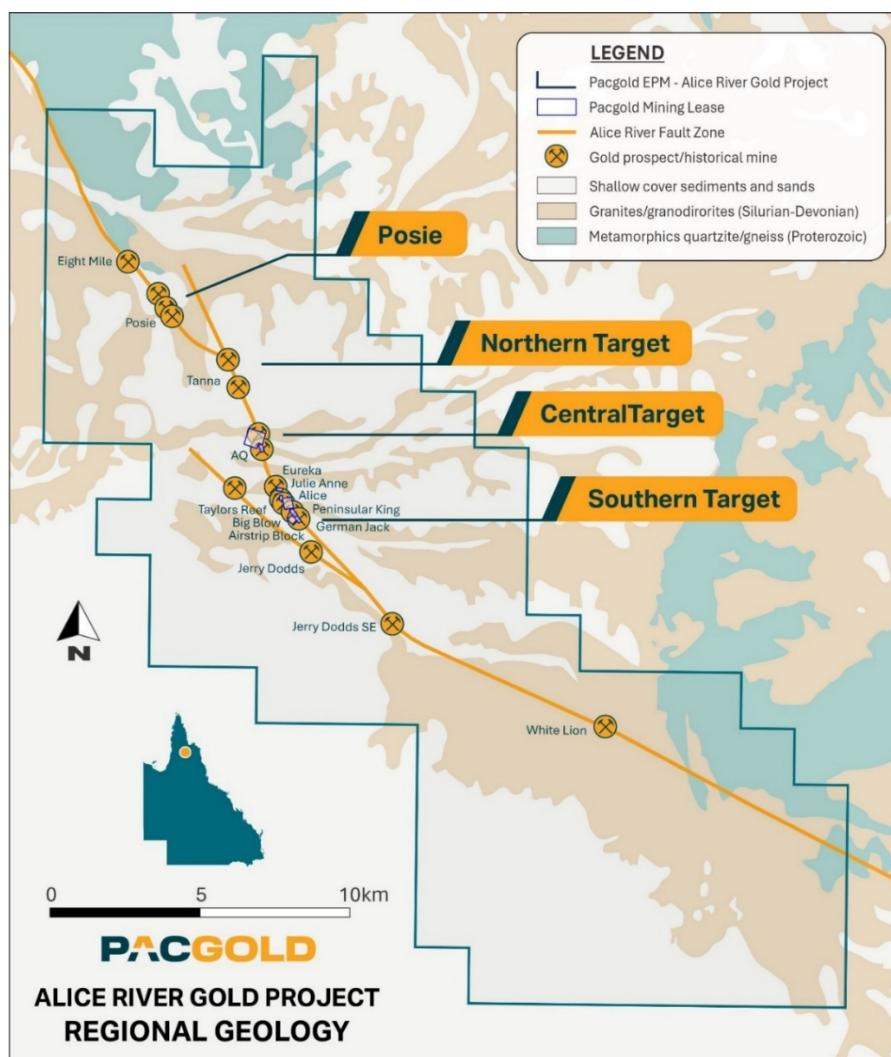 LEGEND
Pacgold EPM - Alice River Gold Project
Pacgold Mining Lease
Alice River Fault Zone
Gold prospect/historical mine
Shallow cover sediments and sands
Granites/granodirorites (Silurian-Devonian)
Metamorphics quartzite/gneiss (Proterozoic)
Posie
Eight Mile
Posie
Northern Target
Tanna
CentralTarget
AQ
Eureka
Julie Anne
Alice
Southern Target
Taylors Reef
Peninsular King
Big Blow
German Jack
Airstrip Block
Jerry Dodds
Jerry Dodds SE
N
White Lion
0 5 10km
PACGOLD
ALICE RIVER GOLD PROJECT
REGIONAL GEOLOGY